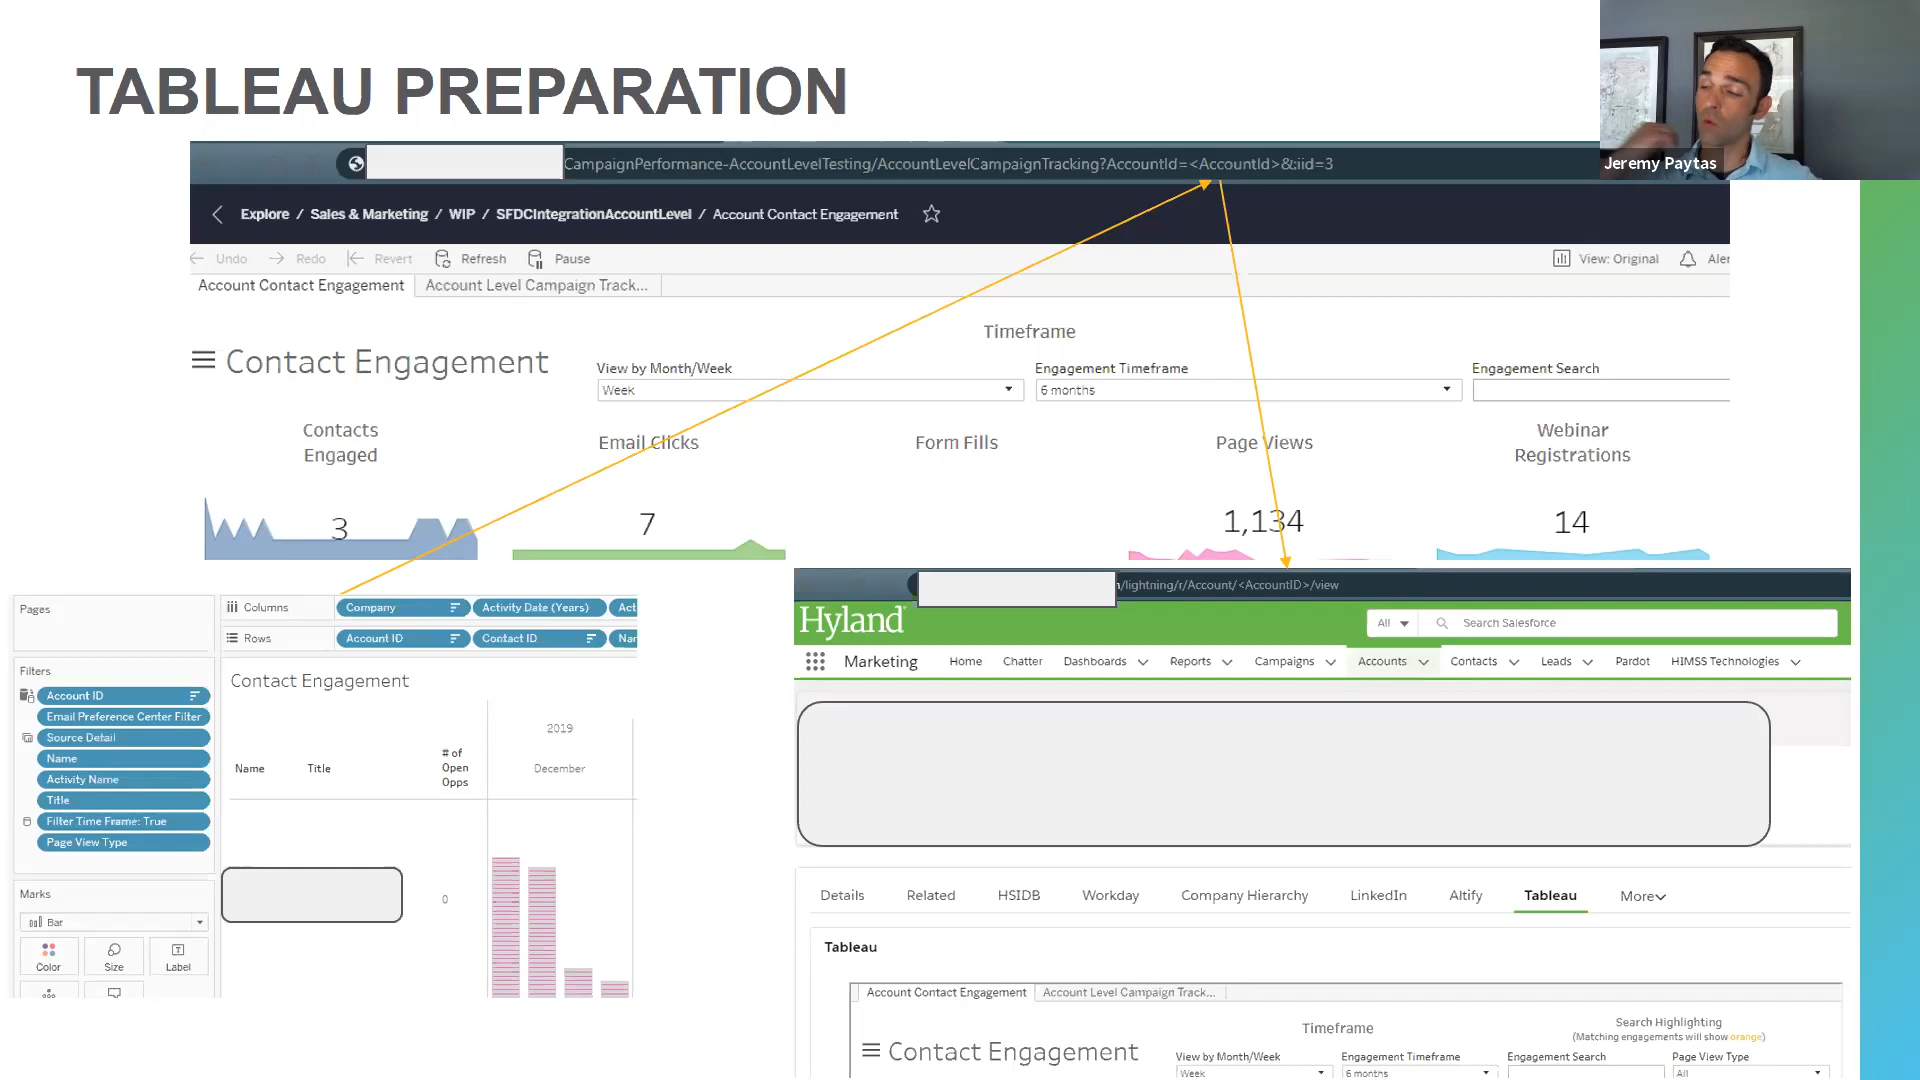 TABLEAU PREPARATION
Jeremy Paytas
CampaignPerformance-AccountLevelTesting/AccountLevelCampaignTracking?AccountId=<AccountId>&:iid=3
Explore / Sales & Marketing / WIP / SFDCIntegrationAccountLevel / Account Contact Engagement
Undo Redo Revert Refresh Pause View: Original Aler
Account Contact Engagement Account Level Campaign Track...
Timeframe
Contact Engagement
View by Month/Week Engagement Timeframe Engagement Search
Week 6 months
Contacts Engaged
Email Clicks
Form Fills
Page Views
Webinar Registrations
3 7 1,134 14
Pages
Columns Company Activity Date (Years) Act
Rows Account ID Contact ID Nar
Filters
Account ID
Email Preference Center Filter
Source Detail
Name
Activity Name
Title
Filter Time Frame: True
Page View Type
Marks
Bar
Color Size Label
Contact Engagement
2019
Name Title # of Open Opps December
0
/lightning/r/Account/<AccountID>/view
Hyland
All Search Salesforce
Marketing Home Chatter Dashboards Reports Campaigns Accounts Contacts Leads Pardot HIMSS Technologies
Details Related HSIDB Workday Company Hierarchy LinkedIn Altify Tableau More
Tableau
Account Contact Engagement Account Level Campaign Track...
Timeframe
Search Highlighting
(Matching engagements will show orange)
Contact Engagement
View by Month/Week Engagement Timeframe Engagement Search Page View Type
Week 6 months All